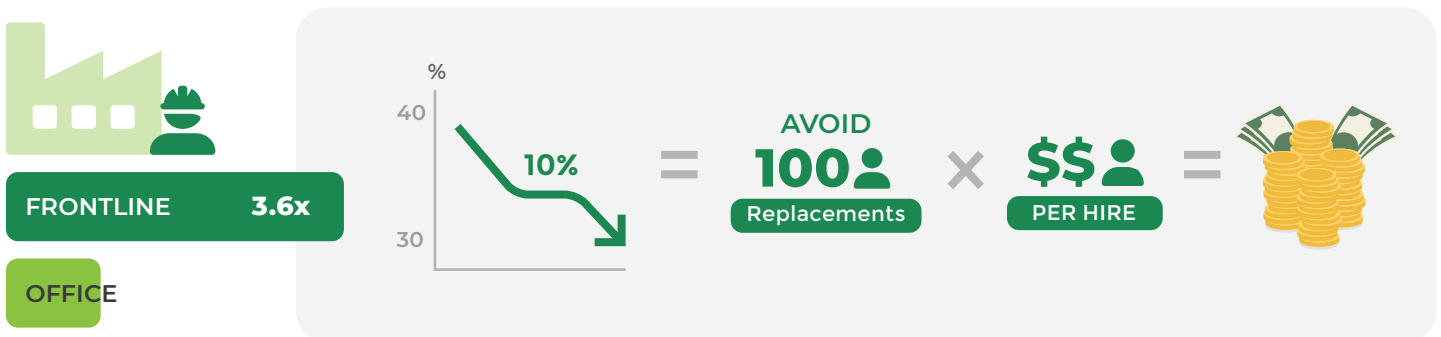 FRONTLINE 3.6x
OFFICE
%
40
10%
30
=
AVOID
100
Replacements
×
$$
PER HIRE
=